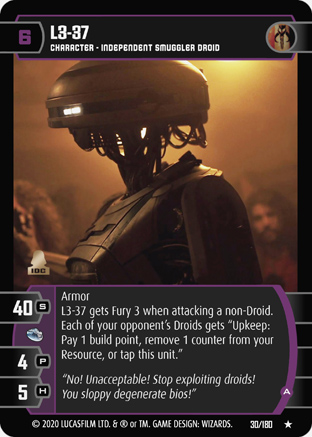 6
L3-37
CHARACTER - INDEPENDENT SMUGGLER DROID
IDC
40 S
4 P
5 H
Armor
L3-37 gets Fury 3 when attacking a non-Droid.
Each of your opponent's Droids gets "Upkeep:
Pay 1 build point, remove 1 counter from your
Resource, or tap this unit."
"No! Unacceptable! Stop exploiting droids!
You sloppy degenerate bios!"
A
© 2020 LUCASFILM LTD. & ® or TM. GAME DESIGN: WIZARDS. 30/180 ★